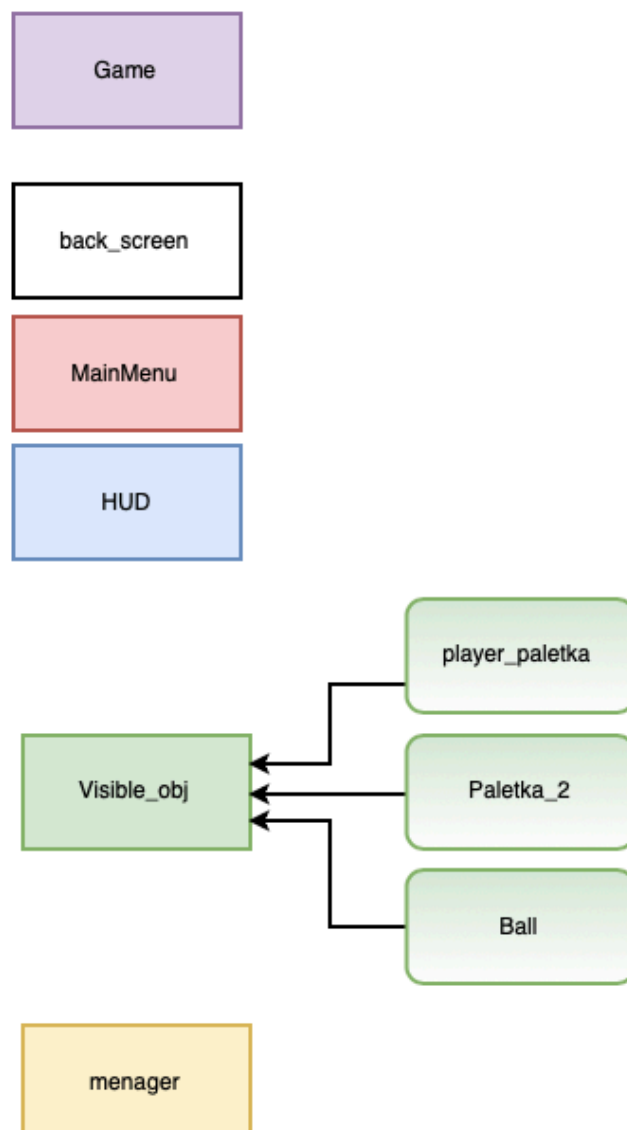 Game
back_screen
MainMenu
HUD
player_paletka
Visible_obj
Paletka_2
Ball
menager